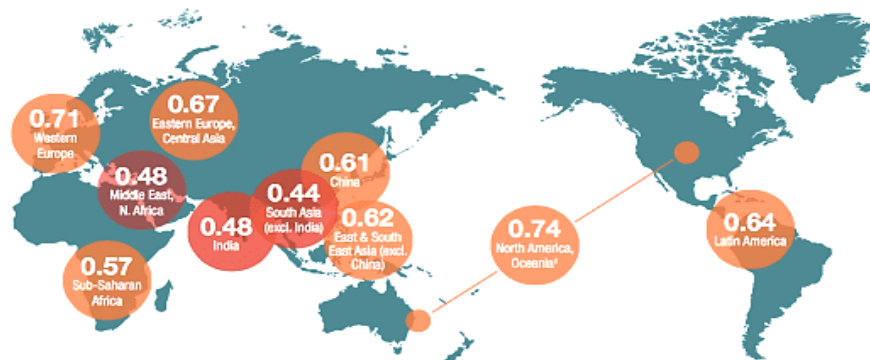 0.71
Western
Europe
0.67
Eastern Europe,
Central Asia
0.48
Middle East,
N. Africa
0.48
India
0.44
South Asia
(excl. India)
0.61
China
0.62
East & South
East Asia (excl.
China)
0.57
Sub-Saharan
Africa
0.74
North America,
Oceania³
0.64
Latin America